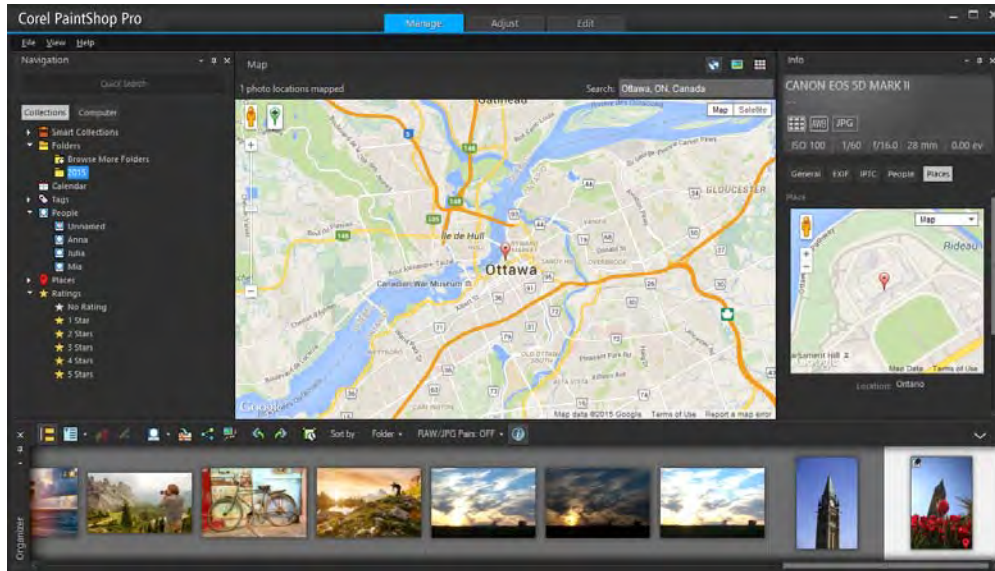 Corel PaintShop Pro
Manage Adjust Edit
File View Help
Navigation
Quick Search
Collections Computer
Smart Collections
Folders
Browse More Folders
2015
Calendar
Tags
People
Unnamed
Anna
Julia
Mia
Places
Ratings
No Rating
1 Star
2 Stars
3 Stars
4 Stars
5 Stars
Map
1 photo locations mapped
Search: Ottawa, ON, Canada
Map Satellite
Gatineau
GLOUCESTER
Île de Hull
Ottawa
Canadian War Museum
Google
Map data ©2015 Google Terms of Use Report a map error
Info
CANON EOS 5D MARK II
AWB JPG
ISO 100 1/60 f/16.0 28 mm 0.00 ev
General EXIF IPTC People Places
Place
Map
Rideau
Map Data Terms of Use
Location: Ontario
Sort by Folder RAW/JPG Pairs: OFF
Organizer